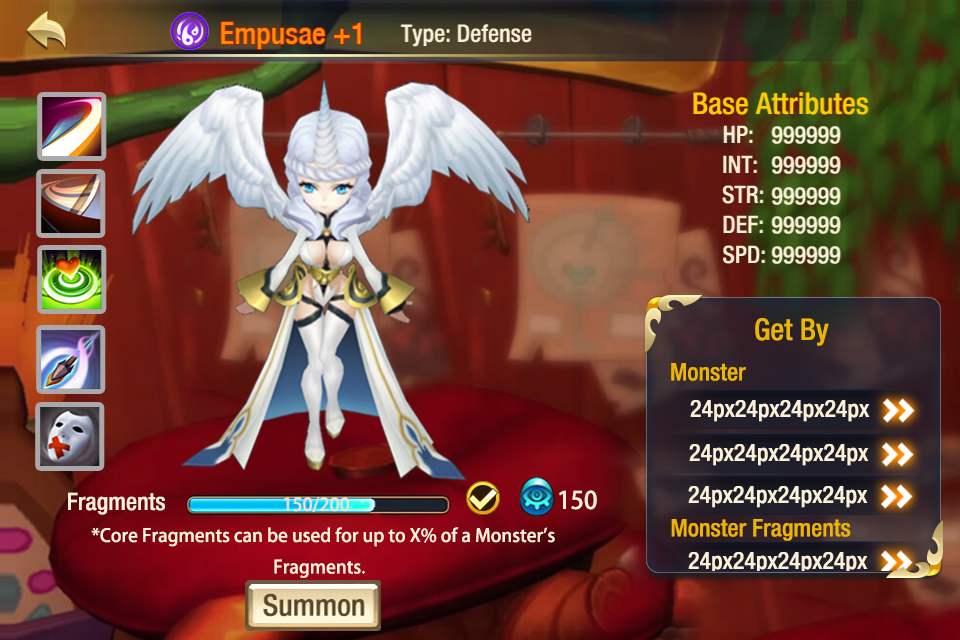 Empusae +1
Type: Defense
Base Attributes
HP: 999999
INT: 999999
STR: 999999
DEF: 999999
SPD: 999999
Get By
Monster
24px24px24px24px
24px24px24px24px
24px24px24px24px
Monster Fragments
24px24px24px24px
Fragments 150/200 150
*Core Fragments can be used for up to X% of a Monster’s
Fragments.
Summon